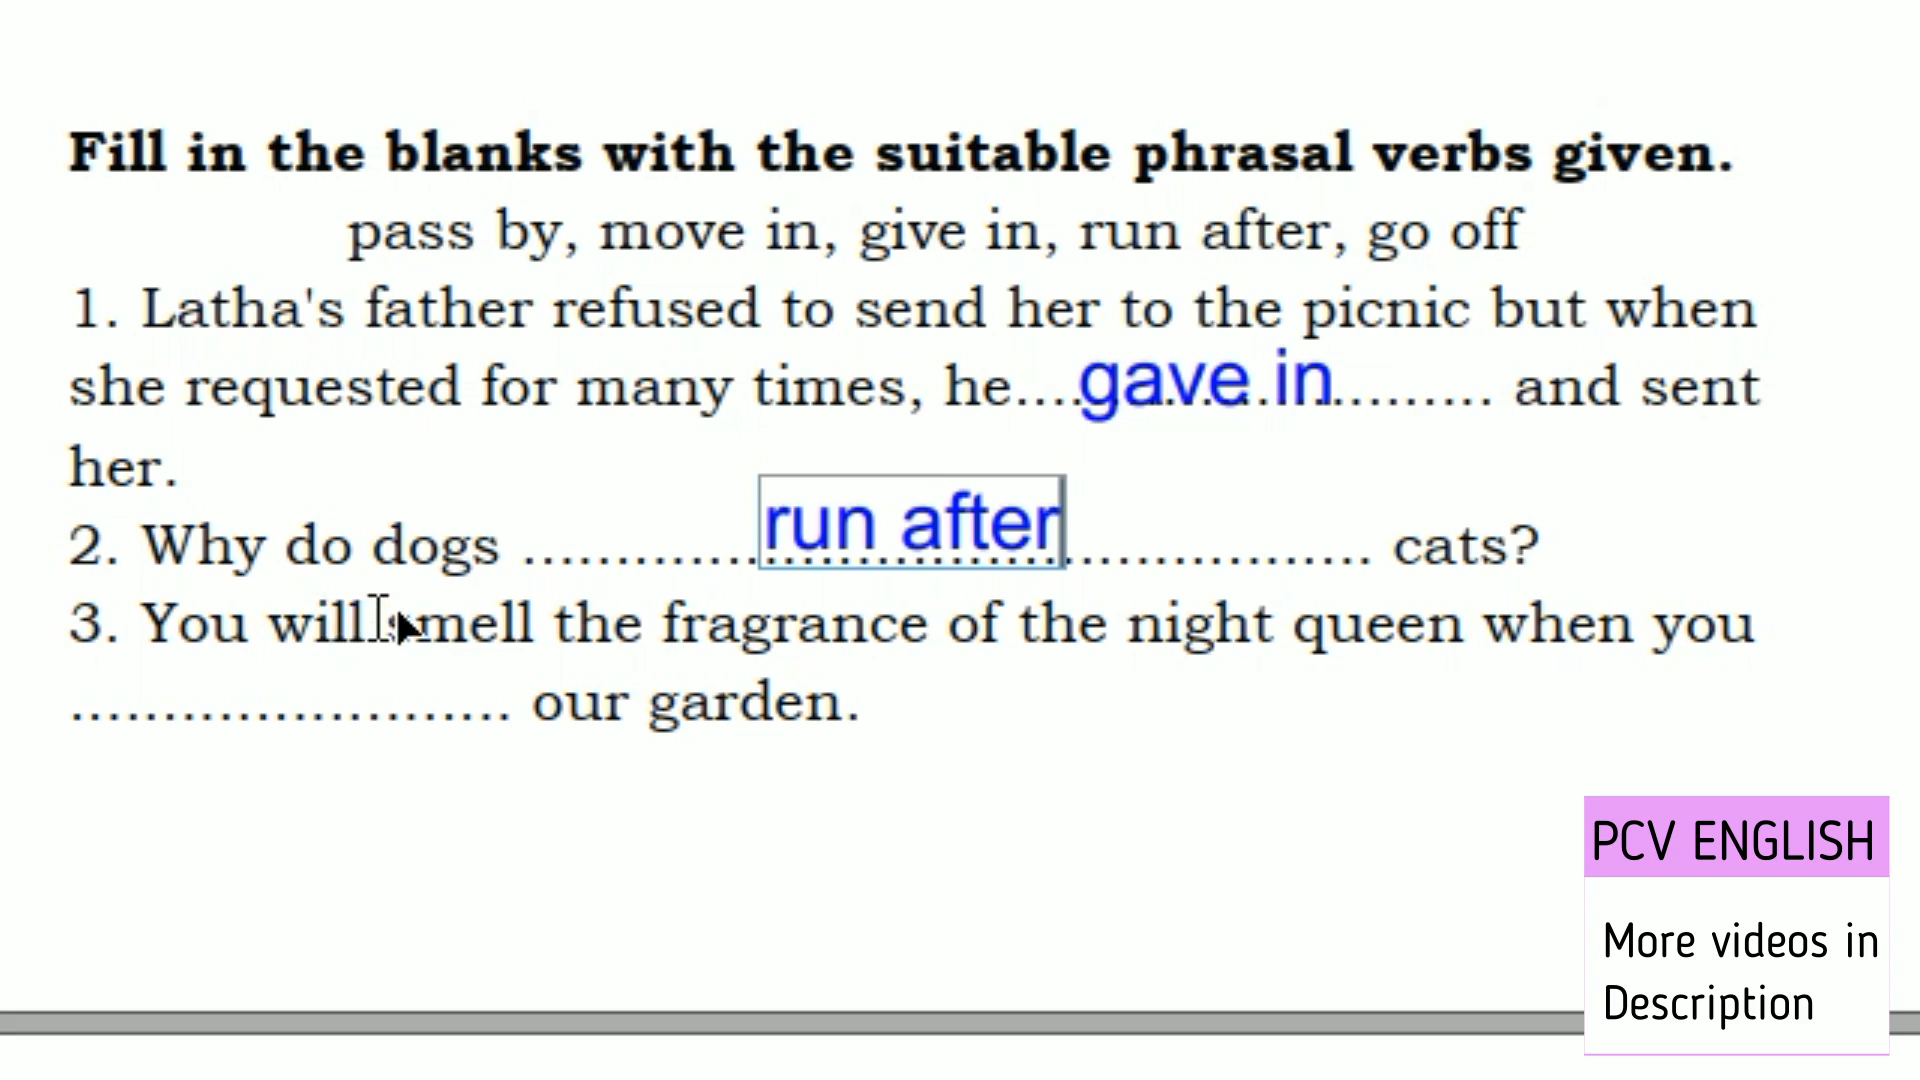 Fill in the blanks with the suitable phrasal verbs given.
pass by, move in, give in, run after, go off
1. Latha's father refused to send her to the picnic but when
she requested for many times, he....gave in.......... and sent
her.
2. Why do dogs ............run after................. cats?
3. You will smell the fragrance of the night queen when you
........................ our garden.
PCV ENGLISH
More videos in
Description